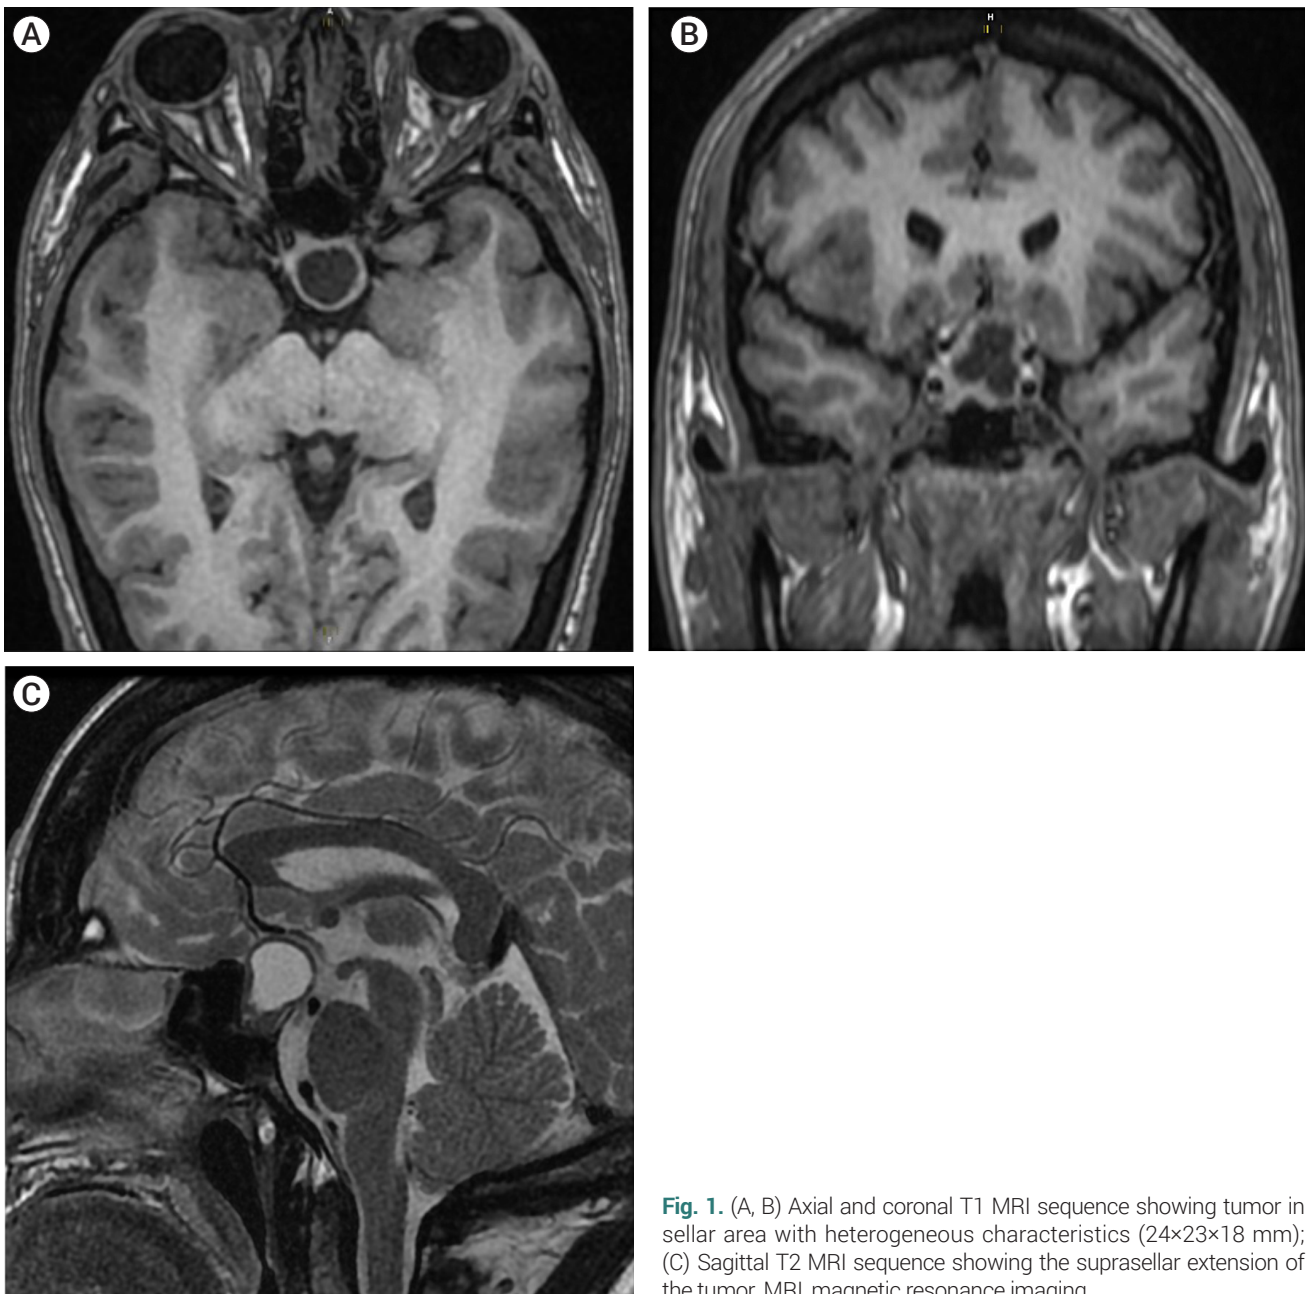 A
A
B
H
C
Fig. 1. (A, B) Axial and coronal T1 MRI sequence showing tumor in
sellar area with heterogeneous characteristics (24×23×18 mm);
(C) Sagittal T2 MRI sequence showing the suprasellar extension of
the tumor. MRI, magnetic resonance imaging.